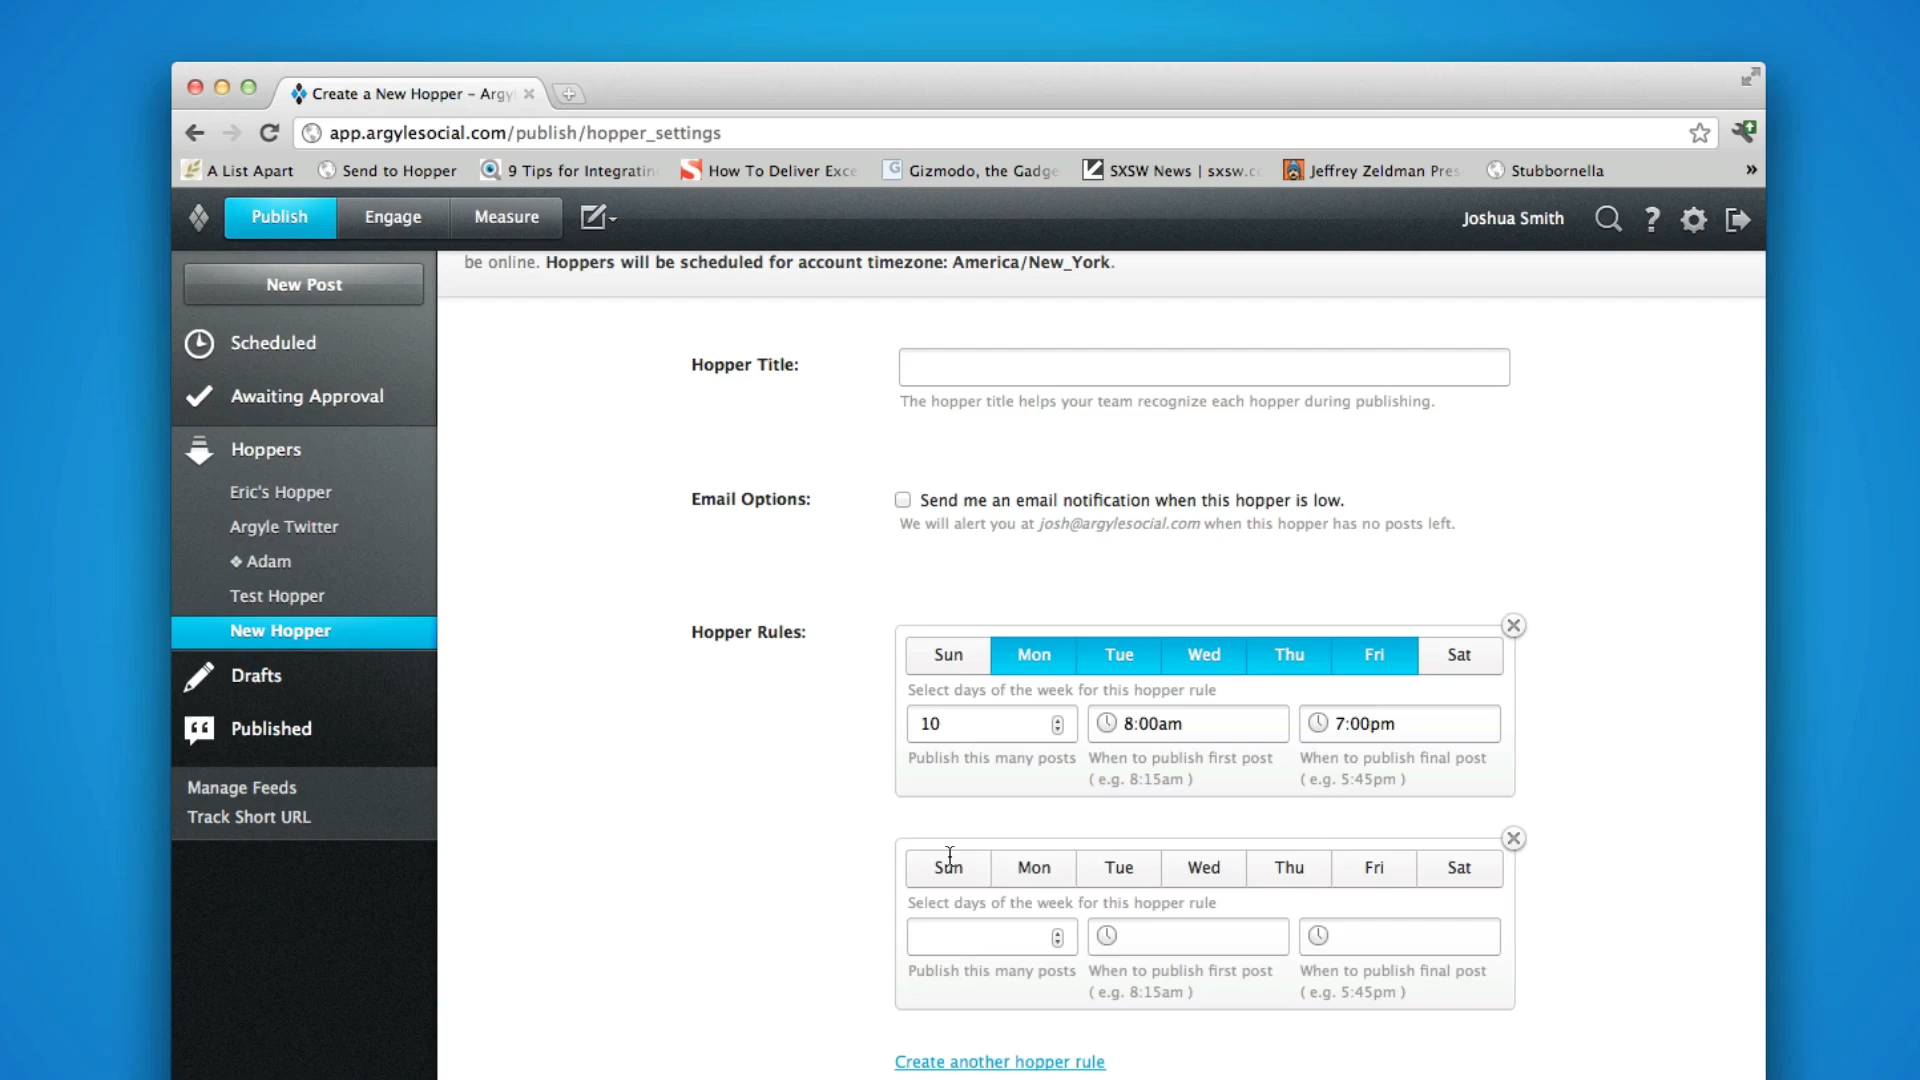 Create a New Hopper – Argy
app.argylesocial.com/publish/hopper_settings
A List Apart
Send to Hopper
9 Tips for Integratin
How To Deliver Exce
Gizmodo, the Gadge
SXSW News | sxsw.co
Jeffrey Zeldman Pres
Stubbornella
»
Publish
Engage
Measure
Joshua Smith
?
be online. Hoppers will be scheduled for account timezone: America/New_York.
New Post
Scheduled
Awaiting Approval
Hoppers
Eric's Hopper
Argyle Twitter
❖ Adam
Test Hopper
New Hopper
Drafts
Published
Manage Feeds
Track Short URL
Hopper Title:
The hopper title helps your team recognize each hopper during publishing.
Email Options:
Send me an email notification when this hopper is low.
We will alert you at josh@argylesocial.com when this hopper has no posts left.
Hopper Rules:
Sun Mon Tue Wed Thu Fri Sat
Select days of the week for this hopper rule
10 8:00am 7:00pm
Publish this many posts When to publish first post When to publish final post
( e.g. 8:15am ) ( e.g. 5:45pm )
Sun Mon Tue Wed Thu Fri Sat
Select days of the week for this hopper rule
Publish this many posts When to publish first post When to publish final post
( e.g. 8:15am ) ( e.g. 5:45pm )
Create another hopper rule